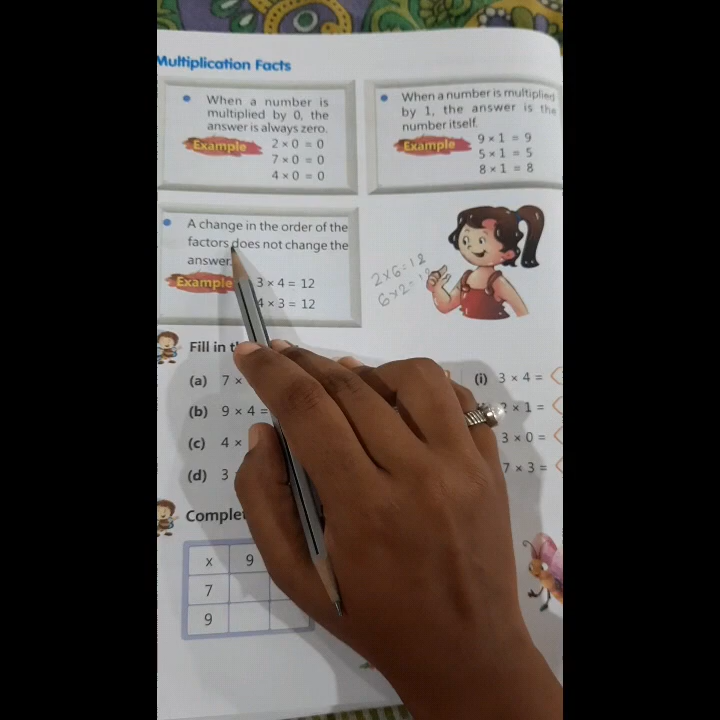 Multiplication Facts
When a number is
multiplied by 0, the
answer is always zero.
Example 2 × 0 = 0
7 × 0 = 0
4 × 0 = 0
When a number is multiplied
by 1, the answer is the
number itself.
Example 9 × 1 = 9
5 × 1 = 5
8 × 1 = 8
A change in the order of the
factors does not change the
answer.
Example 3 × 4 = 12
4 × 3 = 12
2×6=12
6×2=12
Fill in
(a) 7 ×
(b) 9 × 4 =
(c) 4 ×
(d) 3
(i) 3 × 4 =
2 × 1 =
3 × 0 =
7 × 3 =
x 9
7
9